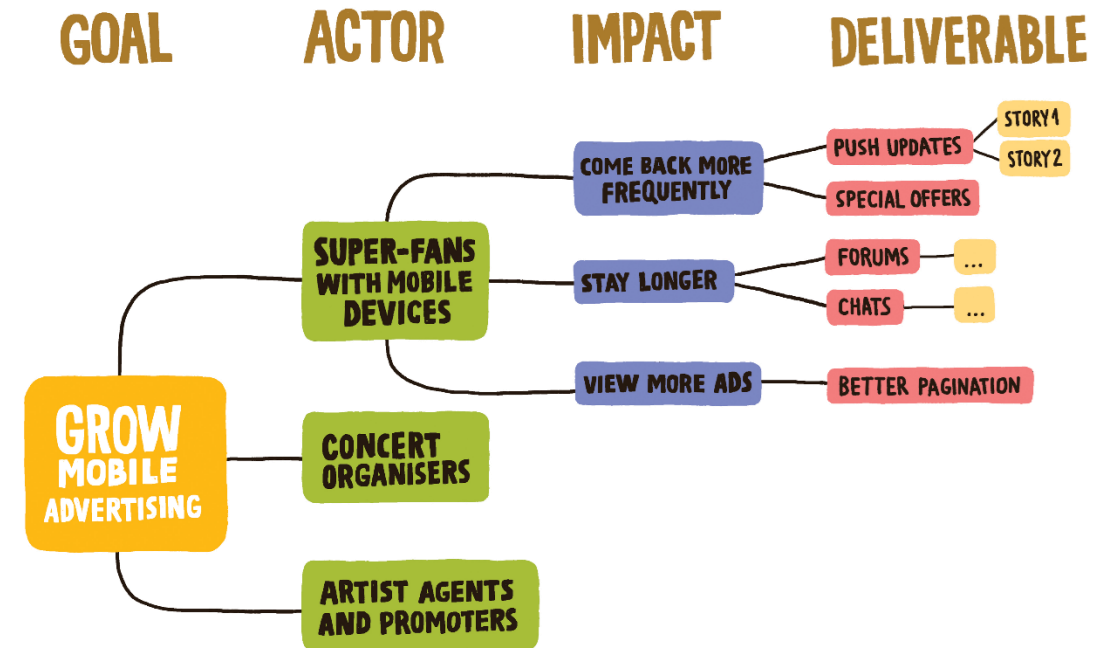 GOAL
ACTOR
IMPACT
DELIVERABLE
GROW
MOBILE
ADVERTISING
SUPER-FANS
WITH MOBILE
DEVICES
COME BACK MORE
FREQUENTLY
PUSH UPDATES
STORY 1
STORY 2
SPECIAL OFFERS
STAY LONGER
FORUMS
...
CHATS
...
VIEW MORE ADS
BETTER PAGINATION
CONCERT
ORGANISERS
ARTIST AGENTS
AND PROMOTERS